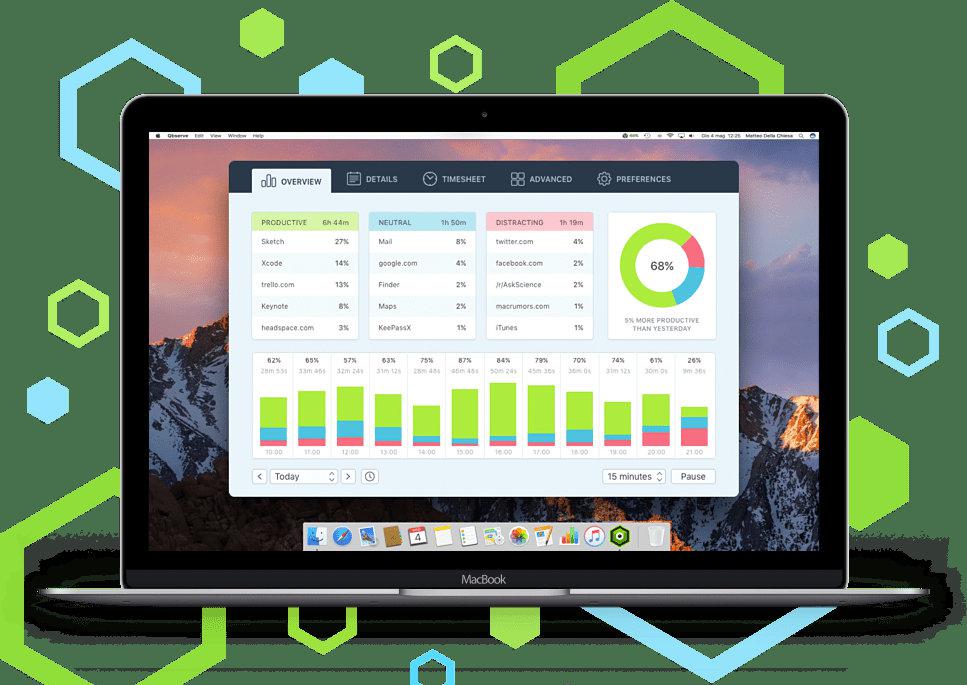 Qbserve Edit View Window Help
68% Dis 4 mag 12:25 Matteo Della Chiesa
OVERVIEW DETAILS TIMESHEET ADVANCED PREFERENCES
PRODUCTIVE 6h 44m
Sketch 27%
Xcode 14%
trello.com 13%
Keynote 8%
headspace.com 3%
NEUTRAL 1h 50m
Mail 8%
google.com 4%
Finder 2%
Maps 2%
KeePassX 1%
DISTRACTING 1h 19m
twitter.com 4%
facebook.com 2%
/r/AskScience 2%
macrumors.com 1%
iTunes 1%
68%
5% MORE PRODUCTIVE
THAN YESTERDAY
62% 65% 57% 63% 75% 87% 84% 79% 70% 74% 61% 26%
28m 53s 33m 46s 32m 24s 31m 12s 28m 48s 46m 48s 50m 24s 45m 36s 36m 0s 31m 12s 30m 0s 9m 36s
10:00 11:00 12:00 13:00 14:00 15:00 16:00 17:00 18:00 19:00 20:00 21:00
Today 15 minutes Pause
4
MacBook